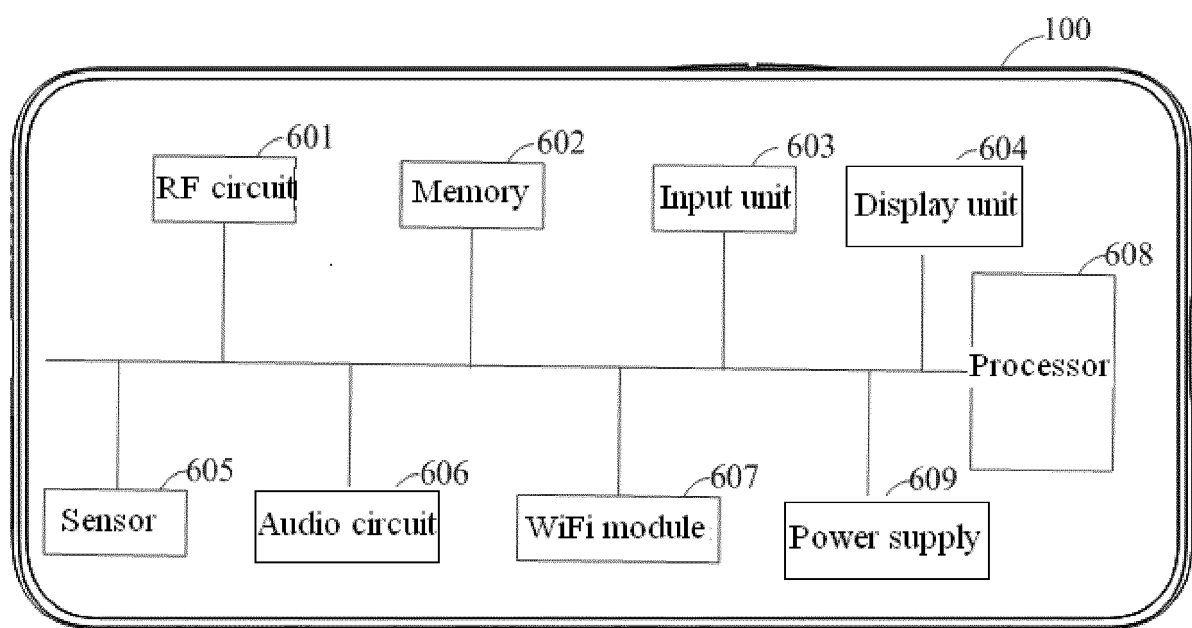 100
601
602
603
604
RF circuit
Memory
Input unit
Display unit
608
Processor
605
606
607
609
Sensor
Audio circuit
WiFi module
Power supply